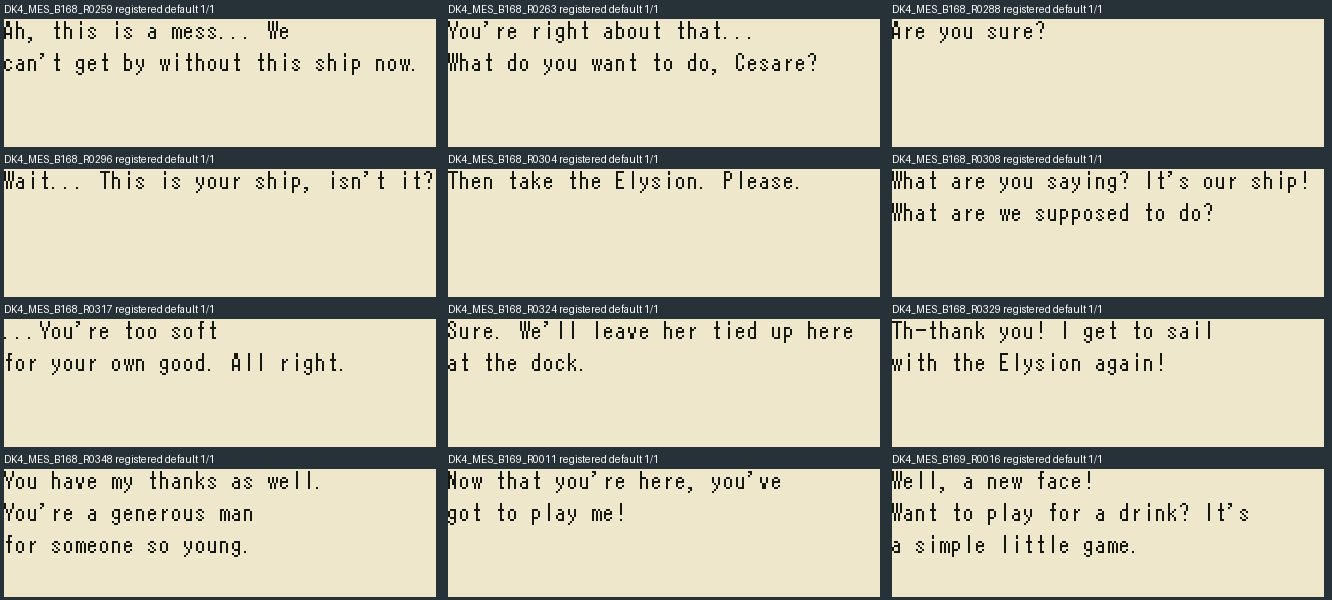 DK4_MES_B168_R0259 registered default 1/1
Ah, this is a mess... We
can't get by without this ship now.
DK4_MES_B168_R0263 registered default 1/1
You're right about that...
What do you want to do, Cesare?
DK4_MES_B168_R0288 registered default 1/1
Are you sure?
DK4_MES_B168_R0296 registered default 1/1
Wait... This is your ship, isn't it?
DK4_MES_B168_R0304 registered default 1/1
Then take the Elysion. Please.
DK4_MES_B168_R0308 registered default 1/1
What are you saying? It's our ship!
What are we supposed to do?
DK4_MES_B168_R0317 registered default 1/1
...You're too soft
for your own good. All right.
DK4_MES_B168_R0324 registered default 1/1
Sure. We'll leave her tied up here
at the dock.
DK4_MES_B168_R0329 registered default 1/1
Th-thank you! I get to sail
with the Elysion again!
DK4_MES_B168_R0348 registered default 1/1
You have my thanks as well.
You're a generous man
for someone so young.
DK4_MES_B169_R0011 registered default 1/1
Now that you're here, you've
got to play me!
DK4_MES_B169_R0016 registered default 1/1
Well, a new face!
Want to play for a drink? It's
a simple little game.